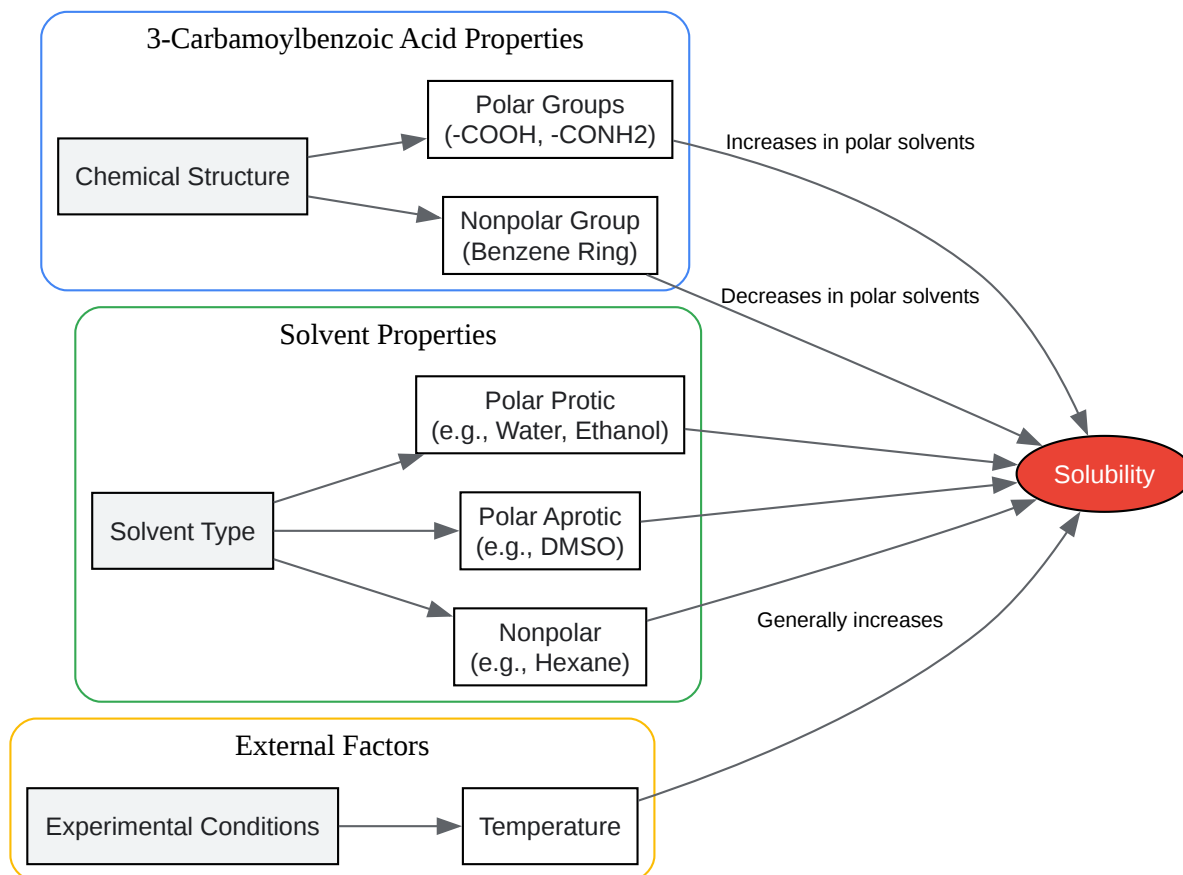 3-Carbamoylbenzoic Acid Properties
Chemical Structure
Polar Groups
(-COOH, -CONH2)
Nonpolar Group
(Benzene Ring)
Increases in polar solvents
Decreases in polar solvents
Solvent Properties
Solvent Type
Polar Protic
(e.g., Water, Ethanol)
Polar Aprotic
(e.g., DMSO)
Nonpolar
(e.g., Hexane)
Solubility
Generally increases
External Factors
Experimental Conditions
Temperature